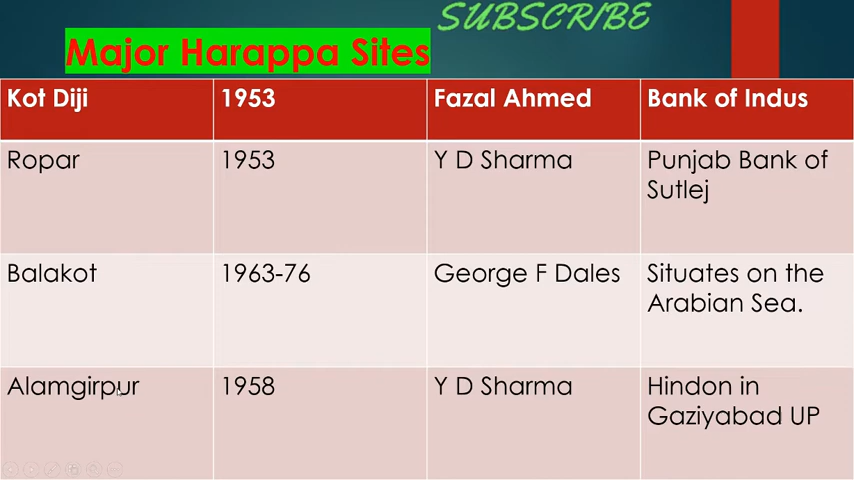 SUBSCRIBE
Major Harappa Sites
Kot Diji 1953 Fazal Ahmed Bank of Indus
Ropar 1953 Y D Sharma Punjab Bank of
Sutlej
Balakot 1963-76 George F Dales Situates on the
Arabian Sea.
Alamgirpur 1958 Y D Sharma Hindon in
Gaziyabad UP